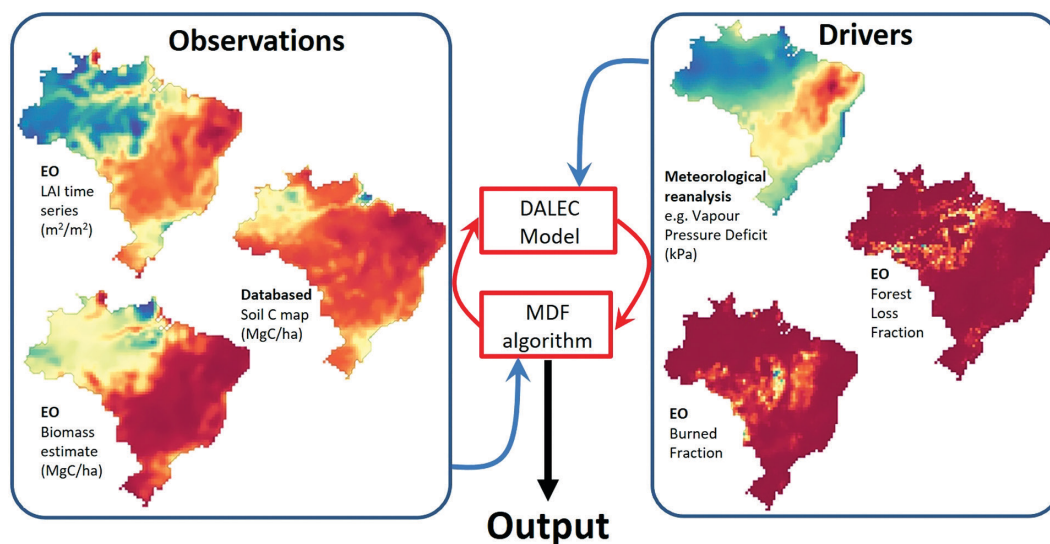 Observations
EO
LAI time
series
(m²/m²)
Databased
Soil C map
(MgC/ha)
EO
Biomass
estimate
(MgC/ha)
DALEC
Model
MDF
algorithm
Output
Drivers
Meteorological
reanalysis
e.g. Vapour
Pressure Deficit
(kPa)
EO
Forest
Loss
Fraction
EO
Burned
Fraction